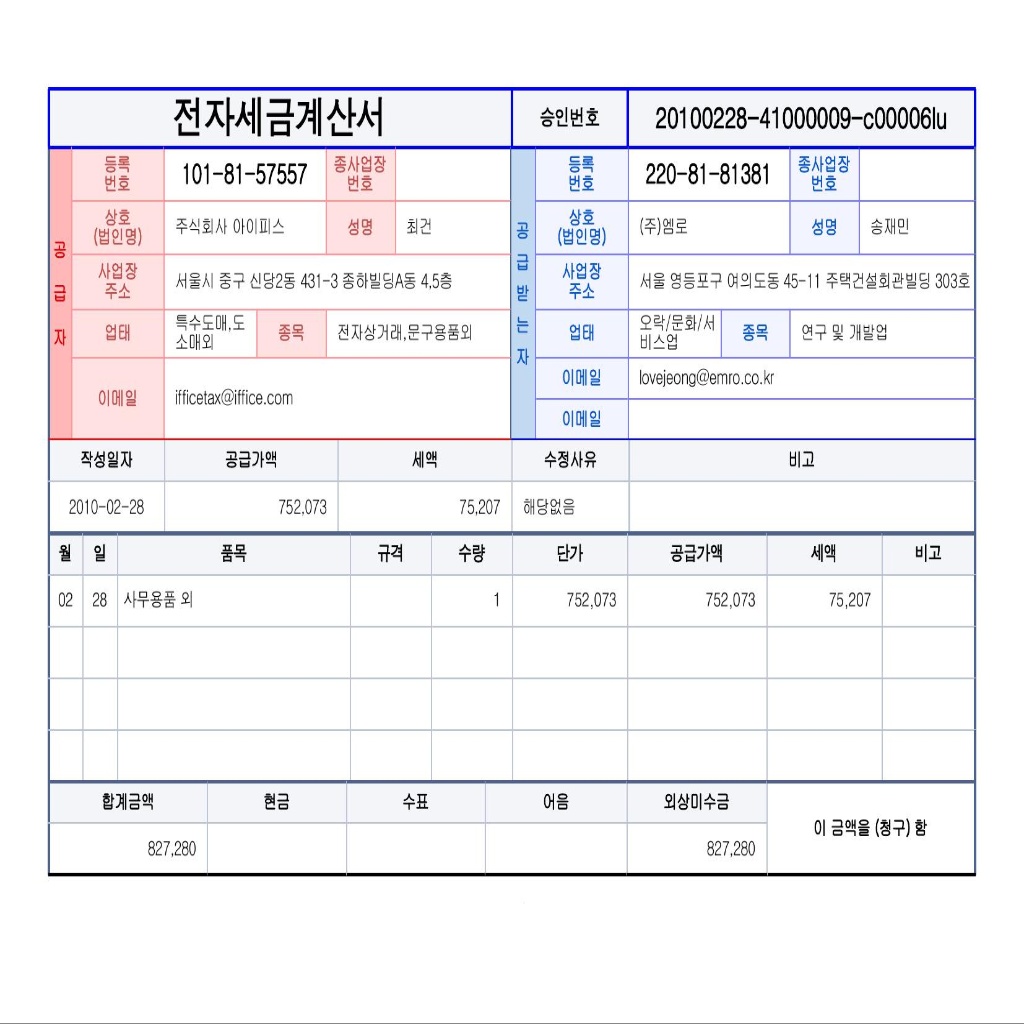 전자세금계산서 승인번호 20100228-41000009-c00006lu
공급자
등록번호 101-81-57557 종사업장번호
상호(법인명) 주식회사 아이피스 성명 최건
사업장주소 서울시 중구 신당2동 431-3 종하빌딩A동 4,5층
업태 특수도매,도소매외 종목 전자상거래,문구용품외
이메일 ifficetax@iffice.com
공급받는자
등록번호 220-81-81381 종사업장번호
상호(법인명) (주)엠로 성명 송재민
사업장주소 서울 영등포구 여의도동 45-11 주택건설회관빌딩 303호
업태 오락/문화/서비스업 종목 연구 및 개발업
이메일 lovejeong@emro.co.kr
이메일
작성일자 공급가액 세액 수정사유 비고
2010-02-28 752,073 75,207 해당없음
월 일 품목 규격 수량 단가 공급가액 세액 비고
02 28 사무용품 외 1 752,073 752,073 75,207
합계금액 현금 수표 어음 외상미수금 이 금액을 (청구) 함
827,280 827,280